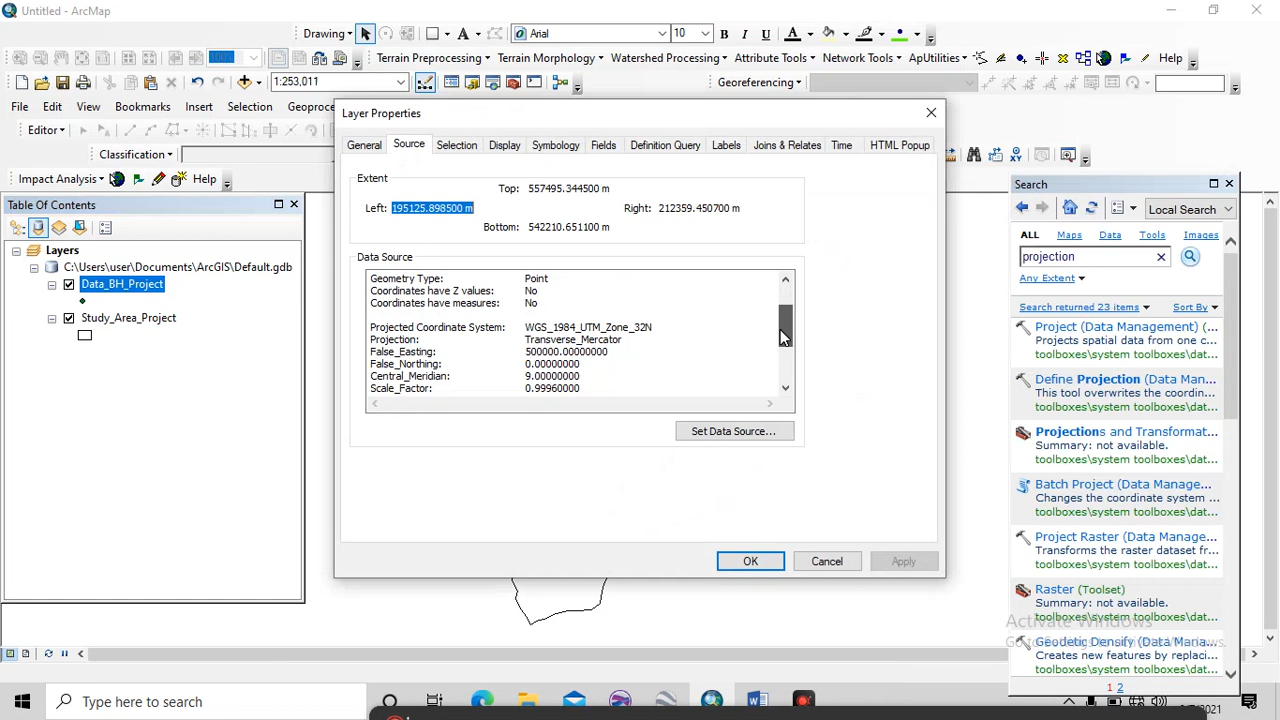 Untitled - ArcMap
Drawing
Arial
10
B
I
U
A
Terrain Preprocessing
Terrain Morphology
Watershed Processing
Attribute Tools
Network Tools
ApUtilities
Help
1:253,011
Georeferencing
File
Edit
View
Bookmarks
Insert
Selection
Geoproce
Editor
Classification
Impact Analysis
Help
Layer Properties
General
Source
Selection
Display
Symbology
Fields
Definition Query
Labels
Joins & Relates
Time
HTML Popup
Extent
Top: 557495.344500 m
Left: 195125.898500 m
Right: 212359.450700 m
Bottom: 542210.651100 m
Data Source
Geometry Type: Point
Coordinates have Z values: No
Coordinates have measures: No
Projected Coordinate System: WGS_1984_UTM_Zone_32N
Projection: Transverse_Mercator
False_Easting: 500000.00000000
False_Northing: 0.00000000
Central_Meridian: 9.00000000
Scale_Factor: 0.99960000
Set Data Source...
OK
Cancel
Apply
Table Of Contents
Layers
C:\Users\user\Documents\ArcGIS\Default.gdb
Data_BH_Project
Study_Area_Project
Search
Local Search
ALL
Maps
Data
Tools
Images
projection
Any Extent
Search returned 23 items
Sort By
Project (Data Management) (...
Projects spatial data from one c...
toolboxes\system toolboxes\dat...
Define Projection (Data Man...
This tool overwrites the coordin...
toolboxes\system toolboxes\dat...
Projections and Transformat...
Summary: not available.
toolboxes\system toolboxes\dat...
Batch Project (Data Manage...
Changes the coordinate system ...
toolboxes\system toolboxes\dat...
Project Raster (Data Manage...
Transforms the raster dataset fr...
toolboxes\system toolboxes\dat...
Raster (Toolset)
Summary: not available.
toolboxes\system toolboxes\dat...
Activate Windows
Go to Settings to activate Windows.
Geodetic Densify (Data Mana...
Creates new features by replaci...
toolboxes\system toolboxes\dat...
1 2
Type here to search